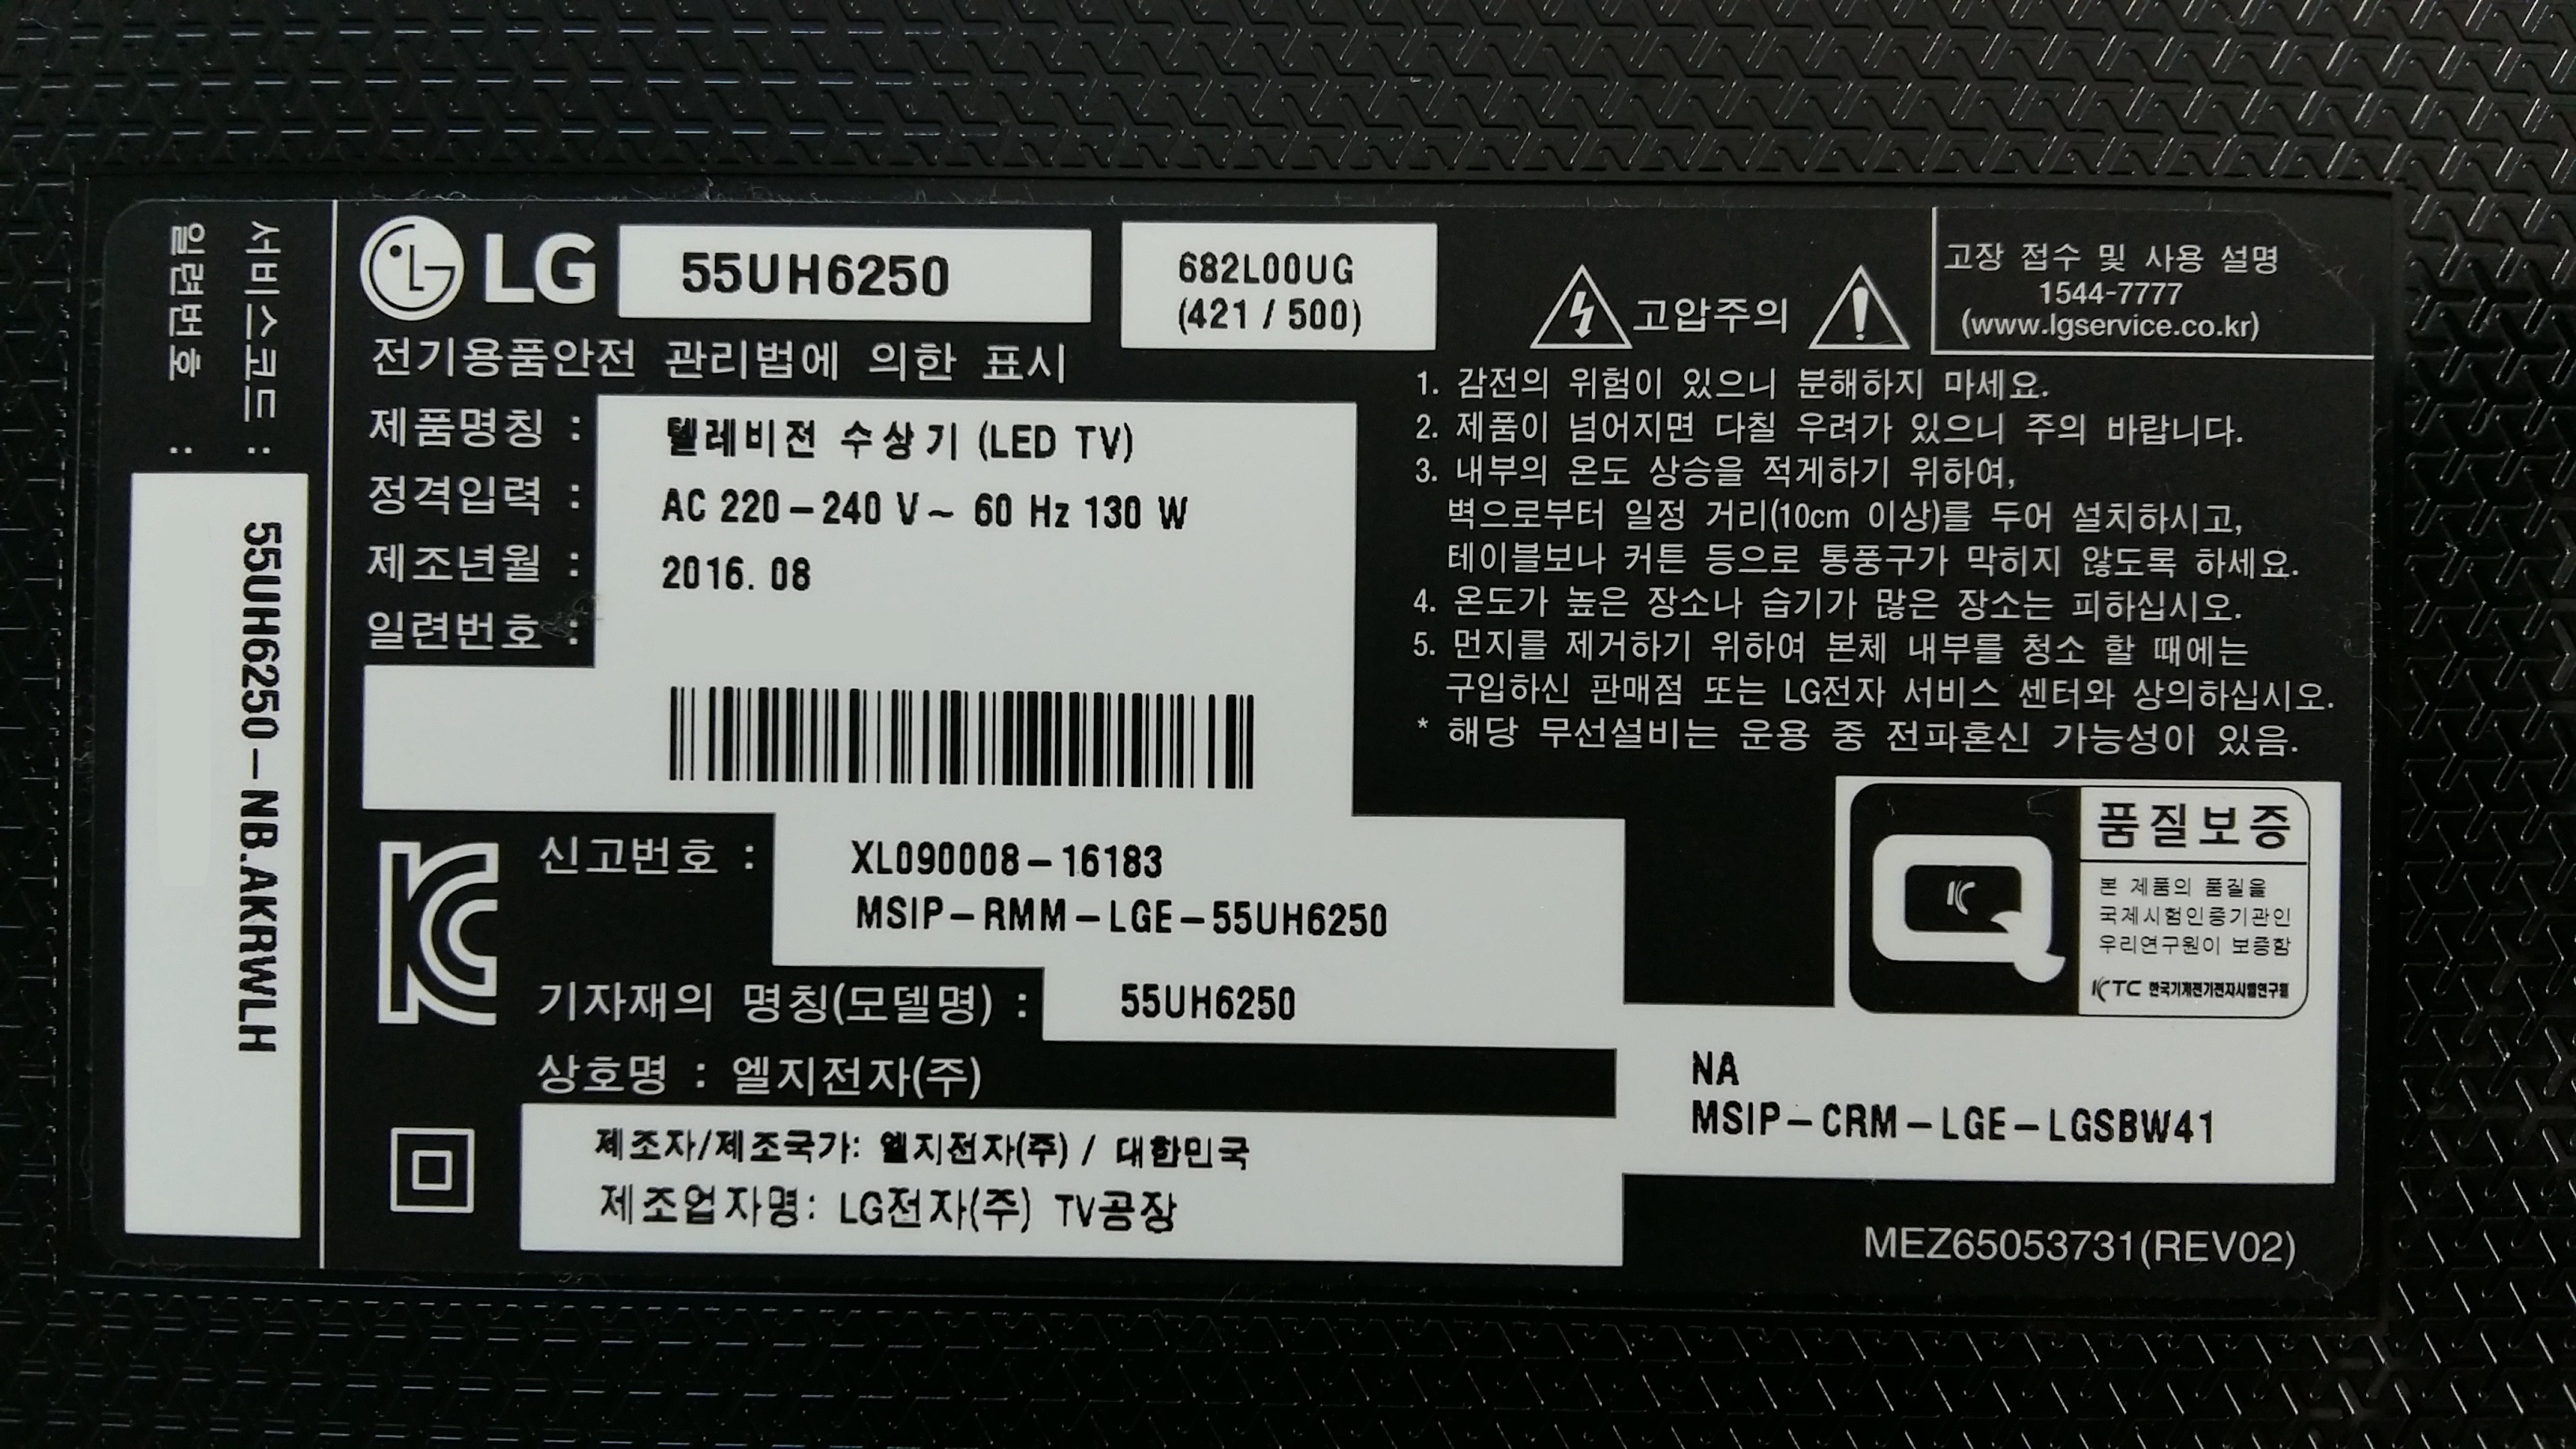 서비스코드 :
일련번호 :
55UH6250-NB.AKRWLH
LG
55UH6250
682L00UG
(421 / 500)
전기용품안전 관리법에 의한 표시
제품명칭 : 텔레비전 수상기 (LED TV)
정격입력 : AC 220-240 V~ 60 Hz 130 W
제조년월 : 2016. 08
일련번호 :
신고번호 : XL090008-16183
MSIP-RMM-LGE-55UH6250
기자재의 명칭(모델명) : 55UH6250
상호명 : 엘지전자(주)
제조자/제조국가: 엘지전자(주) / 대한민국
제조업자명: LG전자(주) TV공장
고압주의
고장 접수 및 사용 설명
1544-7777
(www.lgservice.co.kr)
1. 감전의 위험이 있으니 분해하지 마세요.
2. 제품이 넘어지면 다칠 우려가 있으니 주의 바랍니다.
3. 내부의 온도 상승을 적게하기 위하여,
벽으로부터 일정 거리(10cm 이상)를 두어 설치하시고,
테이블보나 커튼 등으로 통풍구가 막히지 않도록 하세요.
4. 온도가 높은 장소나 습기가 많은 장소는 피하십시오.
5. 먼지를 제거하기 위하여 본체 내부를 청소 할 때에는
구입하신 판매점 또는 LG전자 서비스 센터와 상의하십시오.
* 해당 무선설비는 운용 중 전파혼신 가능성이 있음.
품질보증
본 제품의 품질을
국제시험인증기관인
우리연구원이 보증함
KTC 한국기계전기전자시험연구원
NA
MSIP-CRM-LGE-LGSBW41
MEZ65053731(REV02)